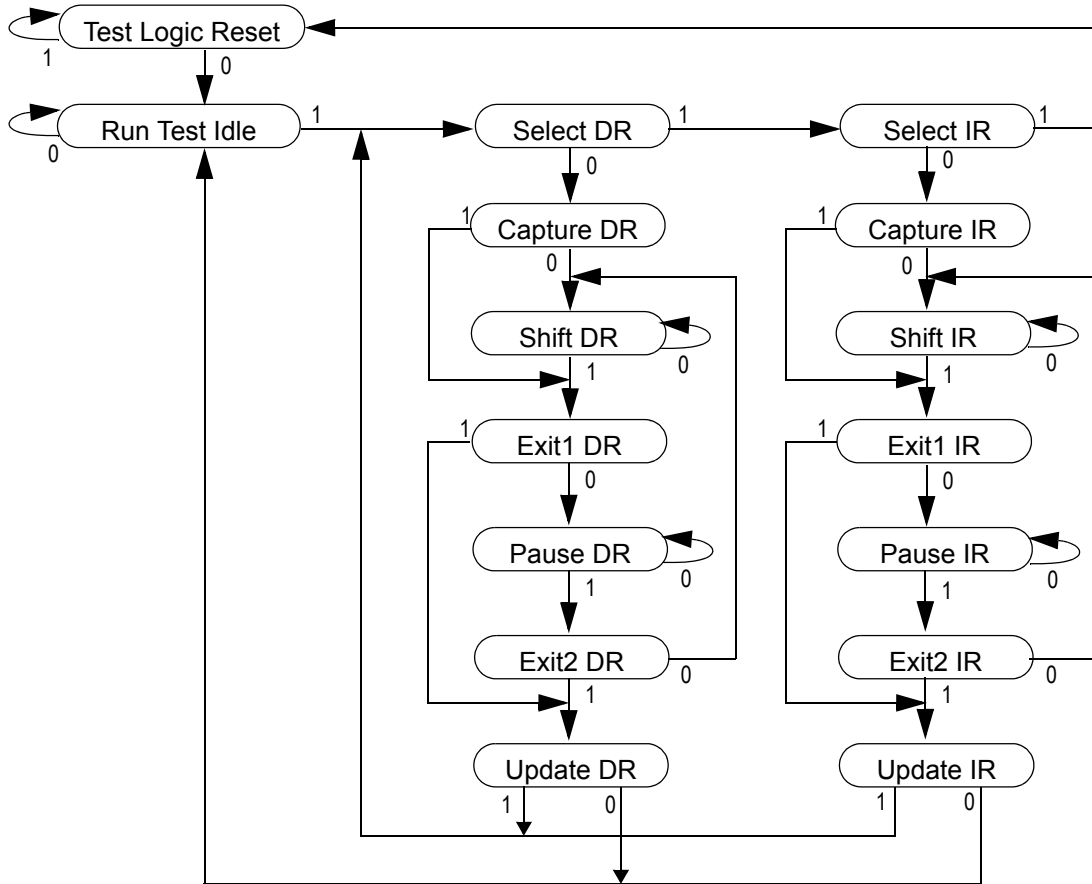 Test Logic Reset
1
0
Run Test Idle
1
Select DR
1
Select IR
1
0
0
0
1
Capture DR
1
Capture IR
0
0
Shift DR
Shift IR
0
0
1
1
1
Exit1 DR
1
Exit1 IR
0
0
Pause DR
Pause IR
0
0
1
1
Exit2 DR
Exit2 IR
0
0
1
1
Update DR
Update IR
1
0
1
0